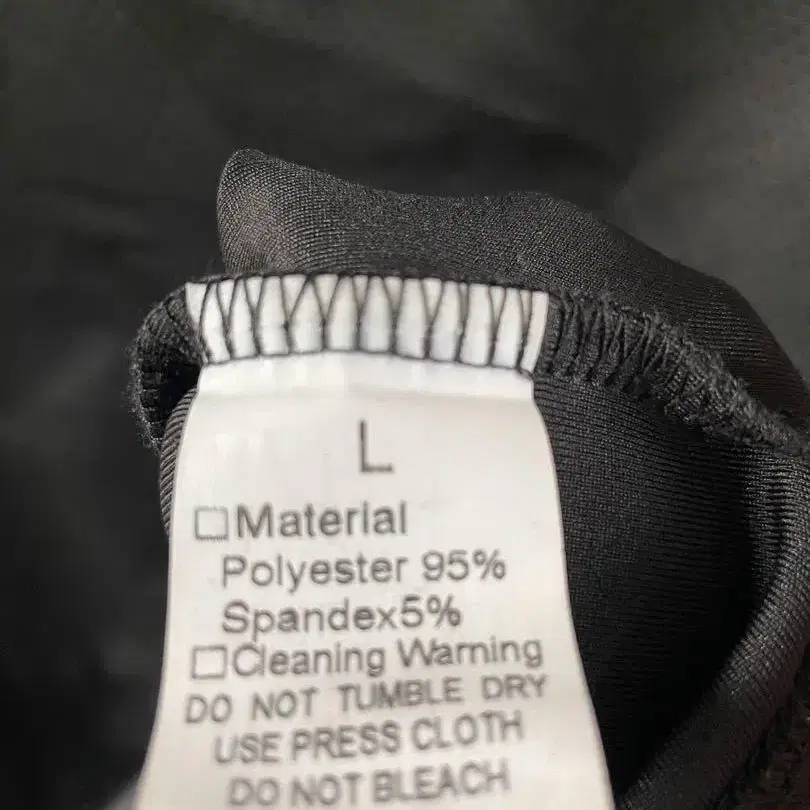 L
□Material
Polyester 95%
Spandex5%
□Cleaning Warning
DO NOT TUMBLE DRY
USE PRESS CLOTH
DO NOT BLEACH